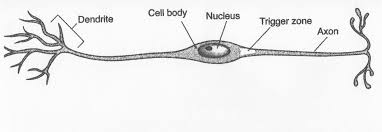 Dendrite
Cell body
Nucleus
Trigger zone
Axon